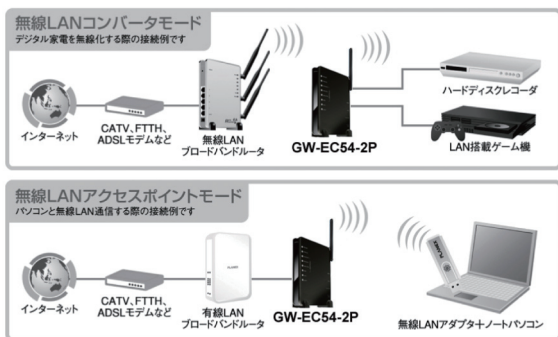 無線LANコンバータモード
デジタル家電を無線化する際の接続例です
インターネット
CATV、FTTH、
ADSLモデムなど
無線LAN
ブロードバンドルータ
GW-EC54-2P
ハードディスクレコーダ
LAN搭載ゲーム機
無線LANアクセスポイントモード
パソコンと無線LAN通信する際の接続例です
インターネット
CATV、FTTH、
ADSLモデムなど
有線LAN
ブロードバンドルータ
GW-EC54-2P
PLANEX
無線LANアダプタ+ノートパソコン